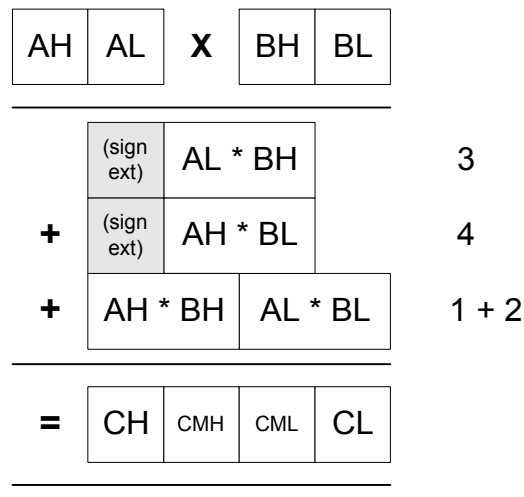 AH AL X BH BL
(sign ext) AL * BH 3
+ (sign ext) AH * BL 4
+ AH * BH AL * BL 1 + 2
= CH CMH CML CL